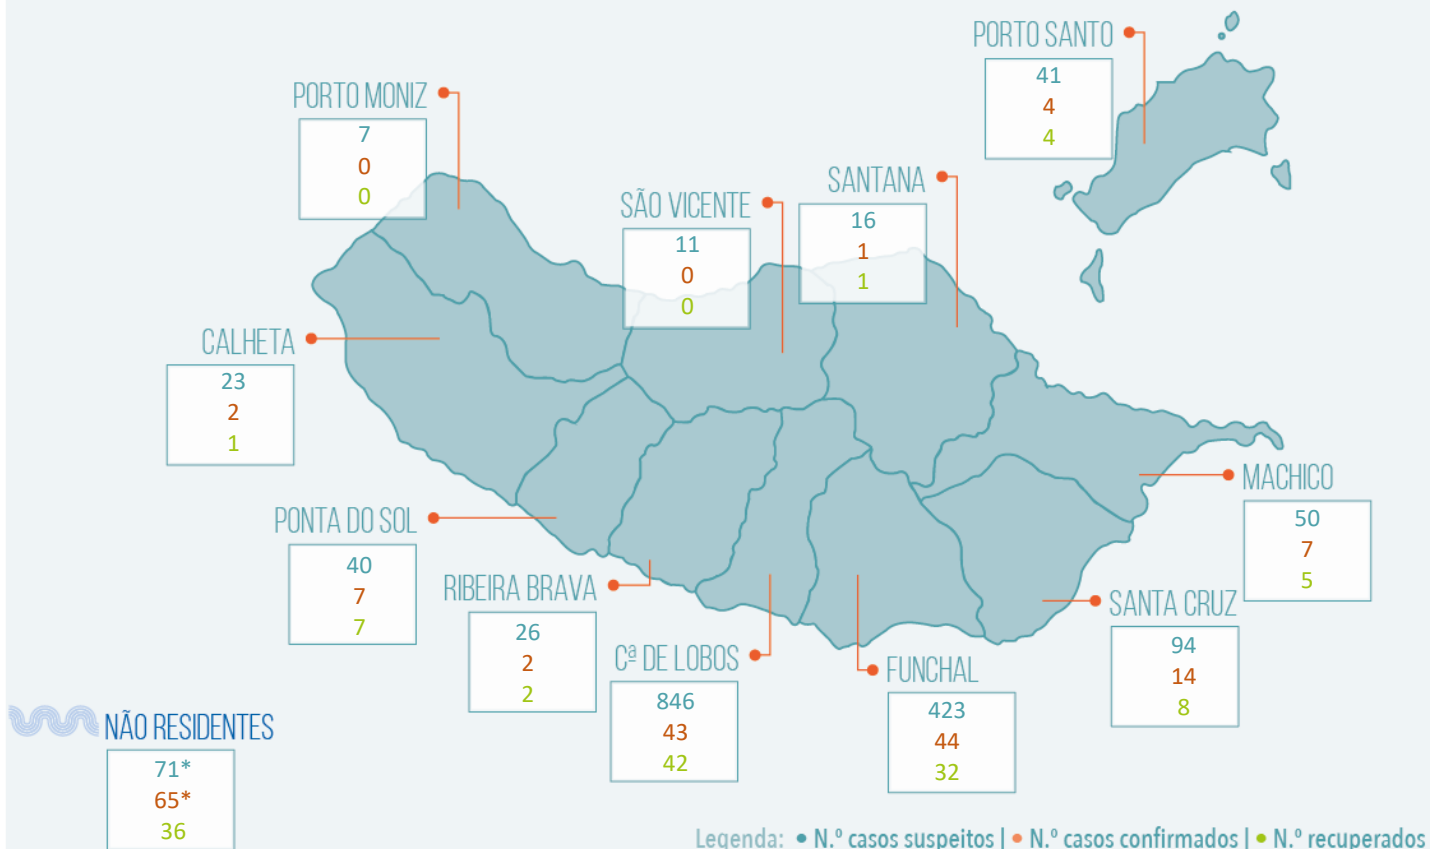 PORTO SANTO
41
4
4
PORTO MONIZ
7
0
0
SANTANA
16
1
1
SÃO VICENTE
11
0
0
CALHETA
23
2
1
MACHICO
50
7
5
PONTA DO SOL
40
7
7
RIBEIRA BRAVA
26
2
2
SANTA CRUZ
94
14
8
Cª DE LOBOS
846
43
42
FUNCHAL
423
44
32
NÃO RESIDENTES
71*
65*
36
Legenda: • N.º casos suspeitos | • N.º casos confirmados | • N.º recuperados